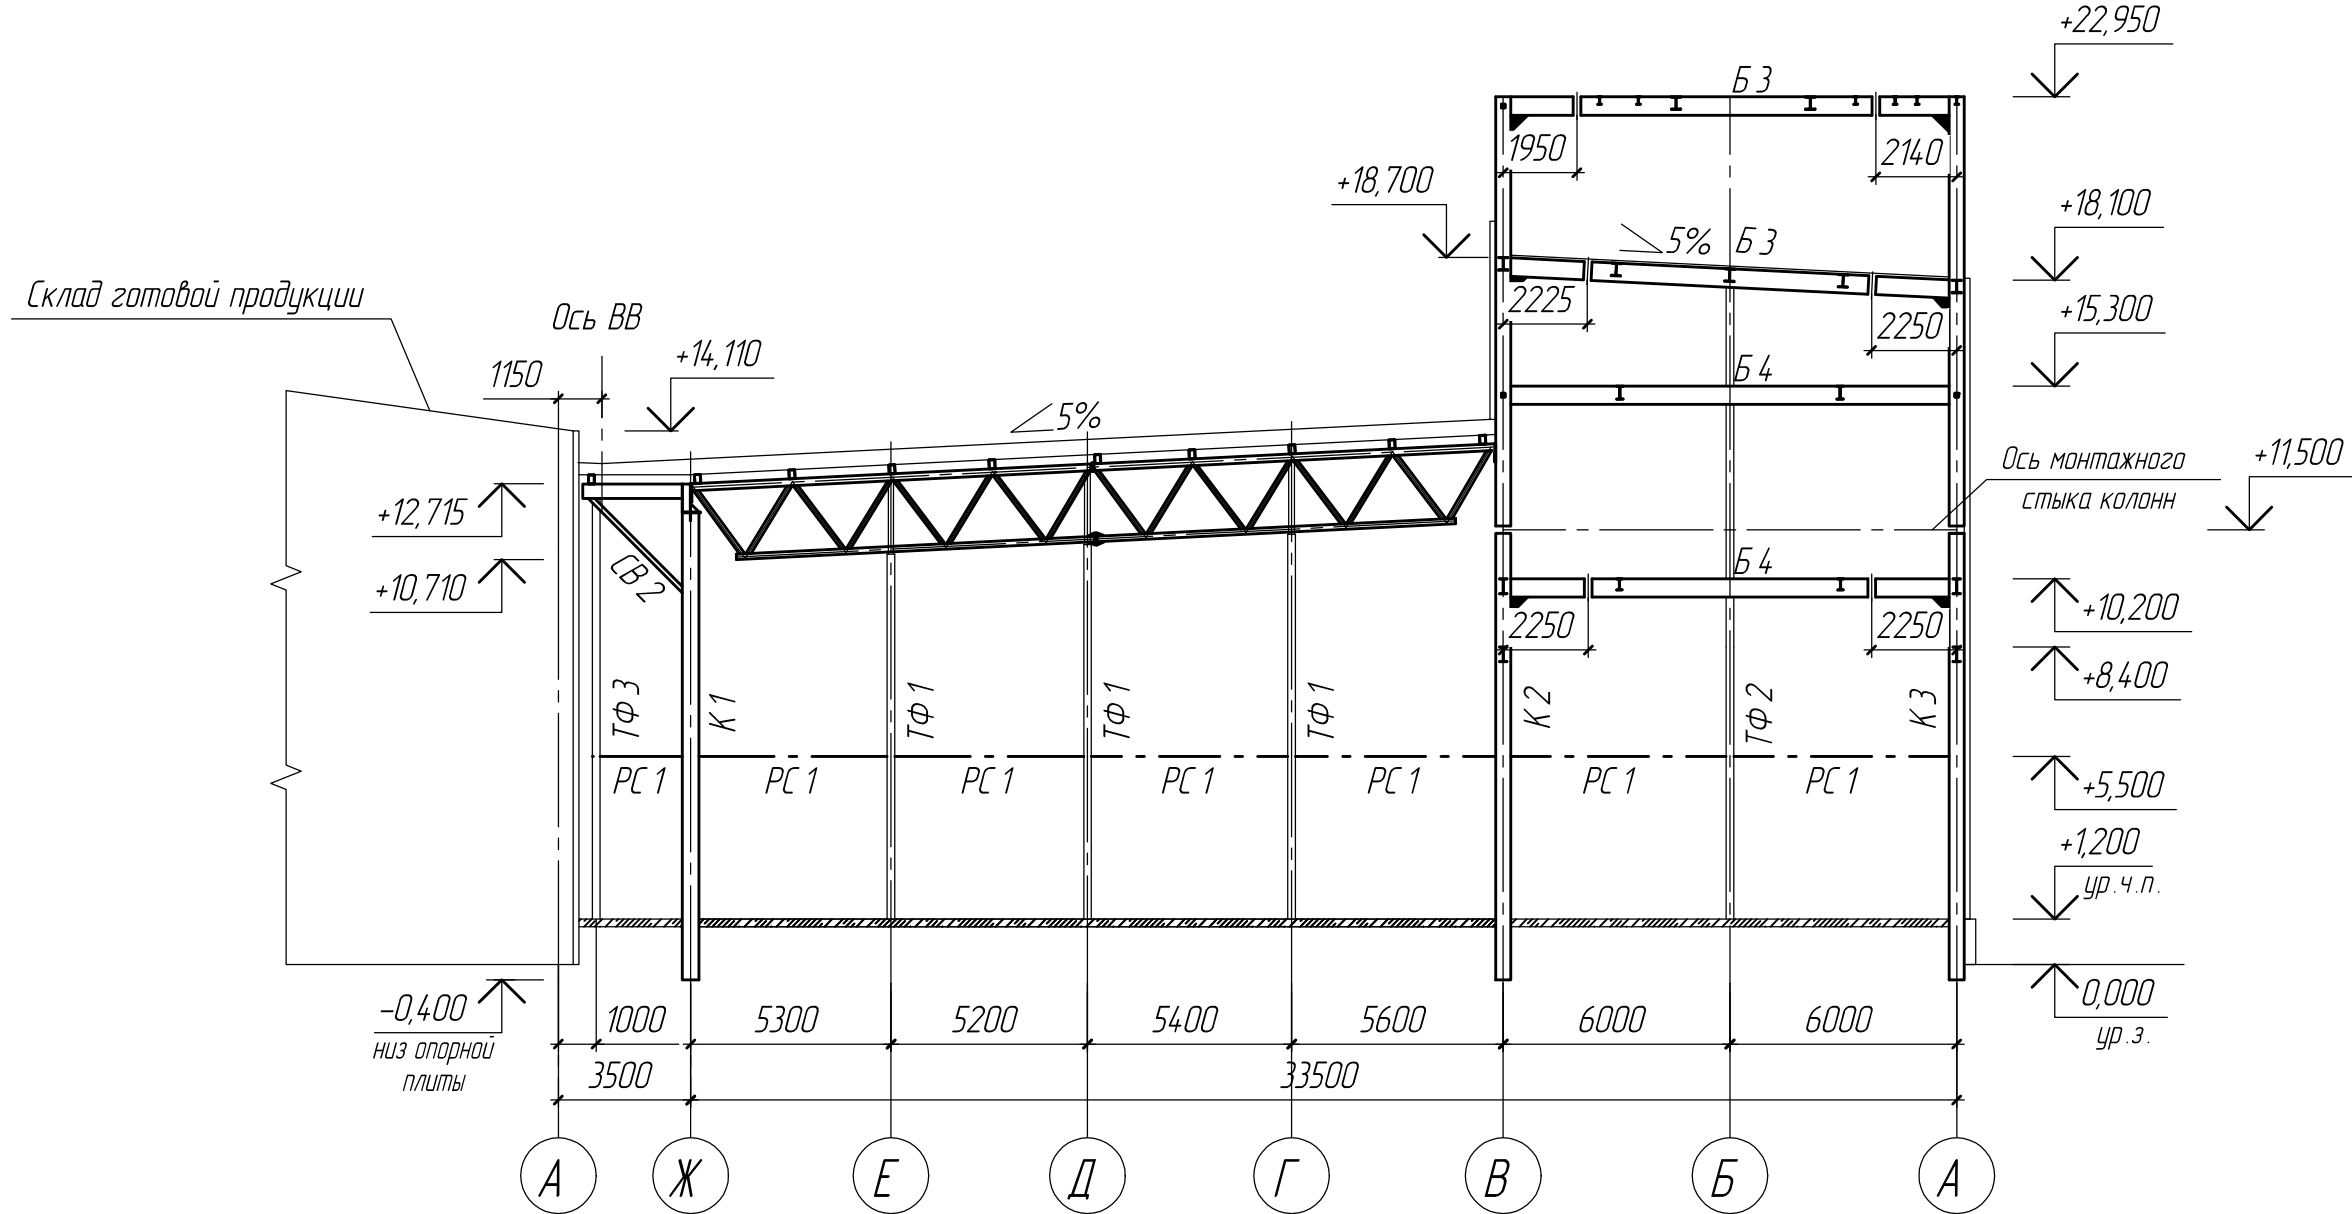 +22,950
Б 3
1950
2140
+18,700
+18,100
5%
Б 3
Склад готовой продукции
Ось ВВ
2225
2250
+15,300
+14,110
1150
Б 4
5%
Ось монтажного
стыка колонн
+11,500
+12,715
+10,710
СВ 2
Б 4
2250
2250
+10,200
+8,400
ТФ 3
К 1
ТФ 1
ТФ 1
ТФ 1
К 2
ТФ 2
К 3
РС 1
РС 1
РС 1
РС 1
РС 1
РС 1
РС 1
+5,500
+1,200
ур.ч.п.
-0,400
низ опорной
плиты
0,000
ур.з.
1000
5300
5200
5400
5600
6000
6000
3500
33500
А
Ж
Е
Д
Г
В
Б
А